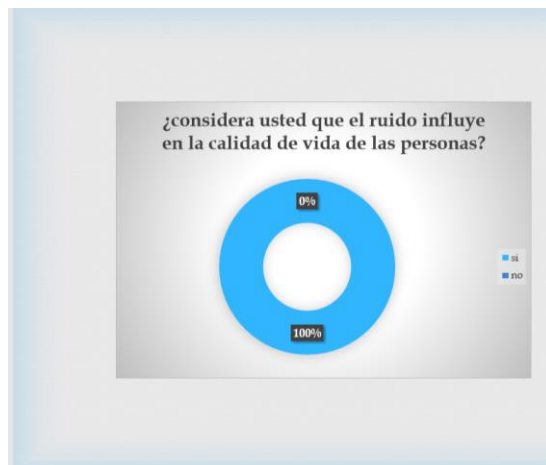 ¿considera usted que el ruido influye
en la calidad de vida de las personas?
0%
si
no
100%